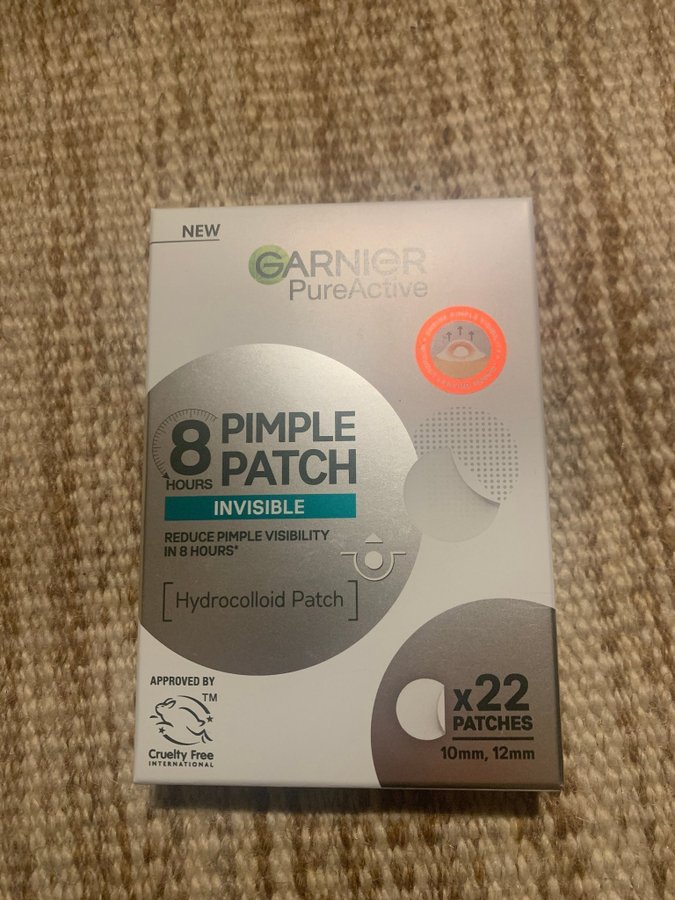 NEW
GARNIER
PureActive
8
HOURS
PIMPLE
PATCH
INVISIBLE
REDUCE PIMPLE VISIBILITY
IN 8 HOURS*
[Hydrocolloid Patch]
APPROVED BY
TM
Cruelty Free
INTERNATIONAL
x22
PATCHES
10mm, 12mm